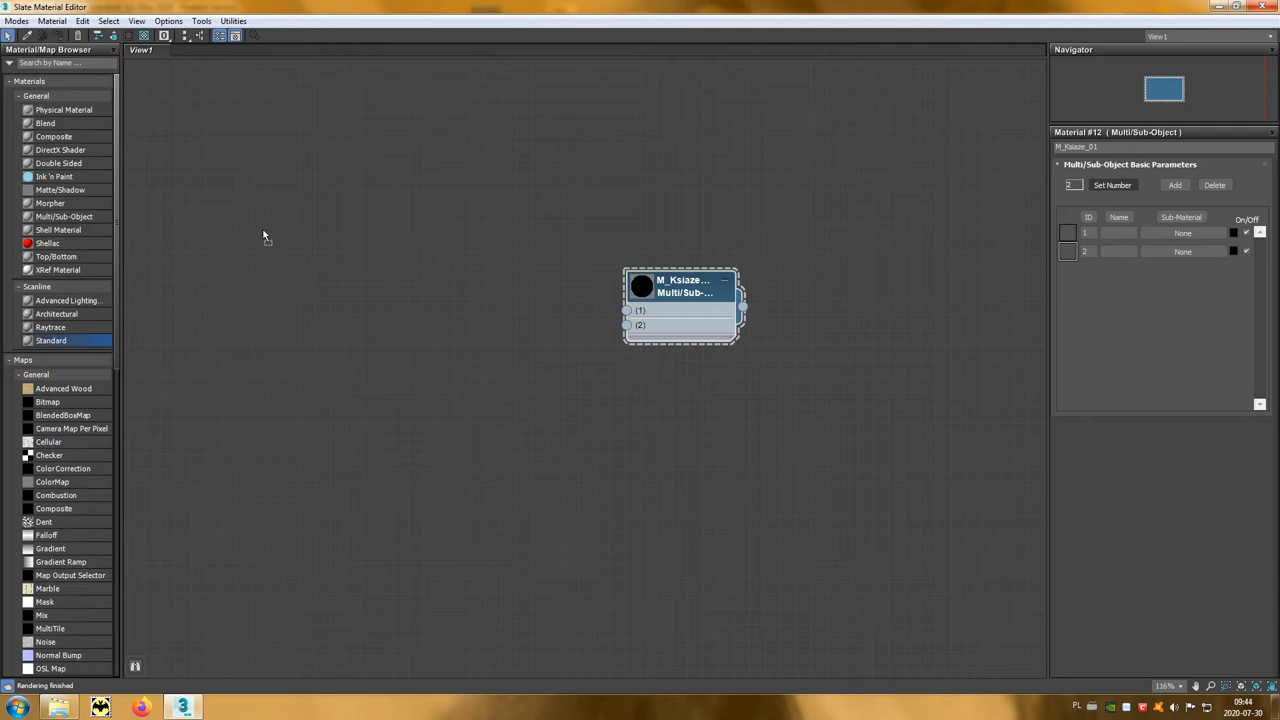 Slate Material Editor
Modes Material Edit Select View Options Tools Utilities
View1
Material/Map Browser
View1
Navigator
Search by Name ...
Materials
General
Physical Material
Blend
Composite
DirectX Shader
Double Sided
Ink 'n Paint
Matte/Shadow
Morpher
Multi/Sub-Object
Shell Material
Shellac
Top/Bottom
XRef Material
Scanline
Advanced Lighting...
Architectural
Raytrace
Standard
Maps
General
Advanced Wood
Bitmap
BlendedBoxMap
Camera Map Per Pixel
Cellular
Checker
ColorCorrection
ColorMap
Combustion
Composite
Dent
Falloff
Gradient
Gradient Ramp
Map Output Selector
Marble
Mask
Mix
MultiTile
Noise
Normal Bump
OSL Map
M_Ksiaze...
Multi/Sub-...
(1)
(2)
Material #12 ( Multi/Sub-Object )
M_Ksiaze_01
Multi/Sub-Object Basic Parameters
2 Set Number Add Delete
ID Name Sub-Material On/Off
1 None
2 None
Rendering finished
116%
PL
09:44
2020-07-30